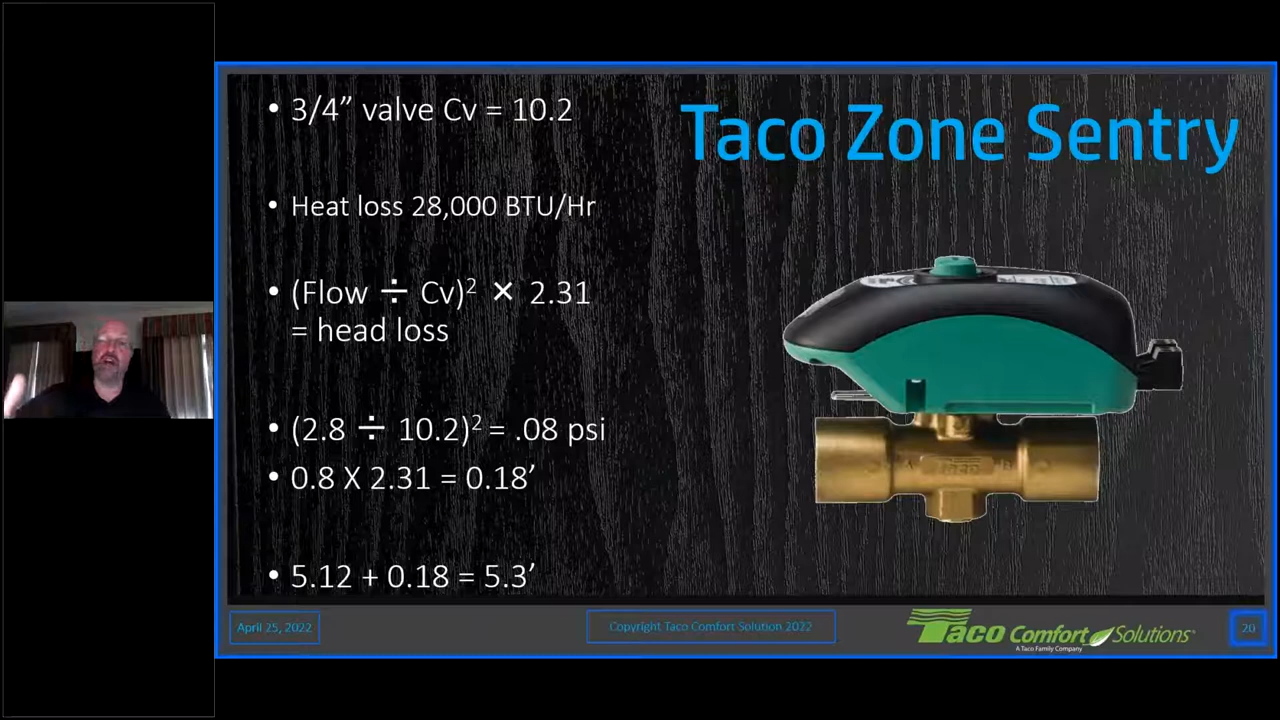 • 3/4” valve Cv = 10.2
Taco Zone Sentry
• Heat loss 28,000 BTU/Hr
• (Flow ÷ Cv)² × 2.31
= head loss
• (2.8 ÷ 10.2)² = .08 psi
• 0.8 X 2.31 = 0.18’
• 5.12 + 0.18 = 5.3’
April 25, 2022
Copyright Taco Comfort Solution 2022
Taco Comfort Solutions
A Taco Family Company
20